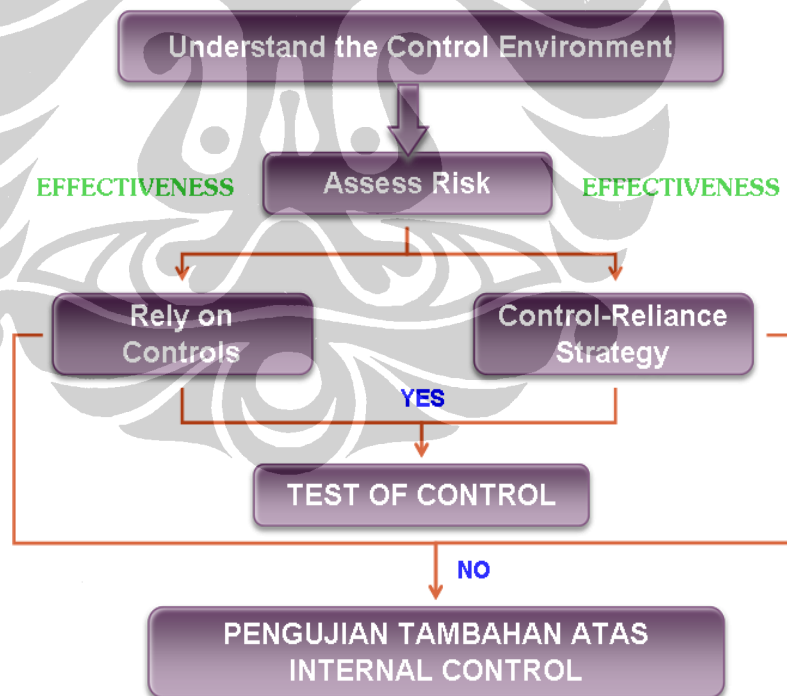 Understand the Control Environment
EFFECTIVENESS
Assess Risk
EFFECTIVENESS
Rely on
Controls
Control-Reliance
Strategy
YES
TEST OF CONTROL
NO
PENGUJIAN TAMBAHAN ATAS
INTERNAL CONTROL